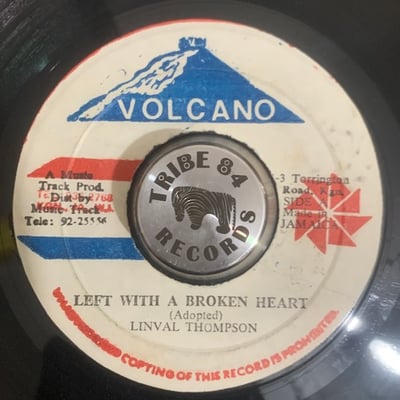 V
VOLCANO
A Music
Track Prod.
Dist by
Music Track
Tele: 92-25556
-3 Torrington
Road, Kgn.
SIDE A
Made in
JAMAICA
TRIBE 84
RECORDS
LEFT WITH A BROKEN HEART
(Adopted)
LINVAL THOMPSON
UNAUTHORISED COPYING OF THIS RECORD IS PROHIBITED